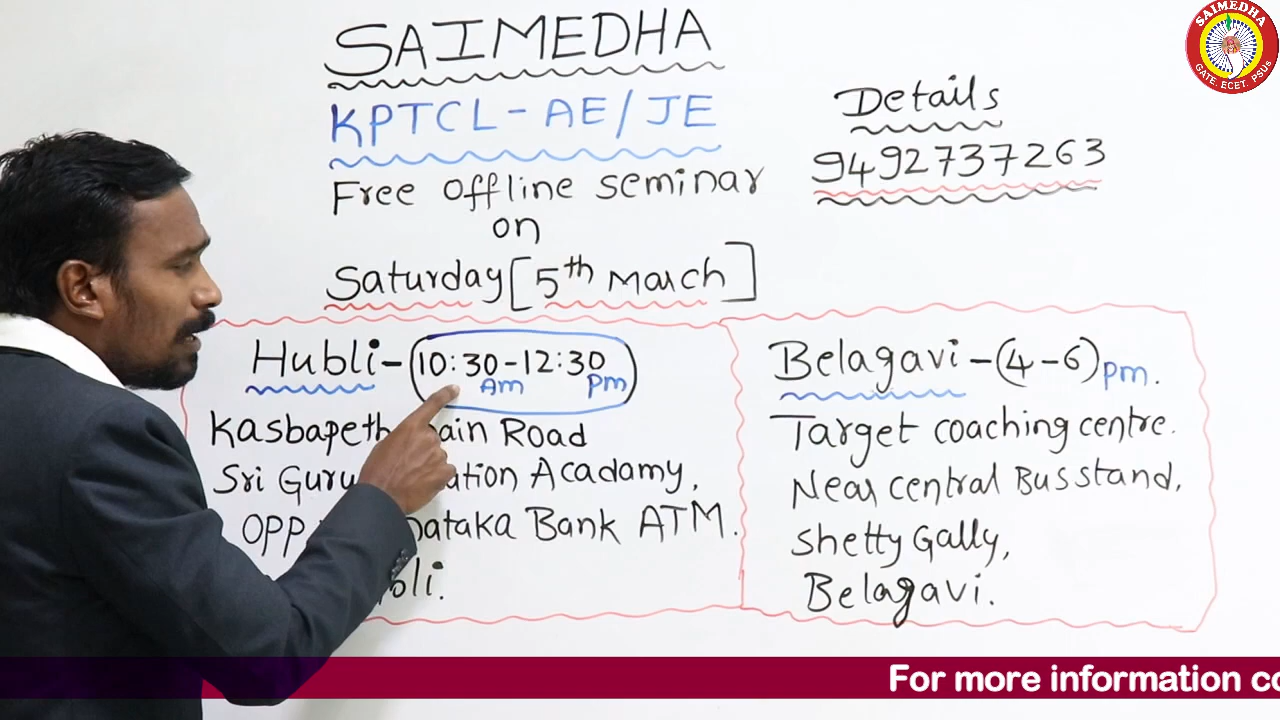 SAIMEDHA
KPTCL - AE/JE
Free offline seminar
on
Saturday [5th March]
Details
9492737263
Hubli - (10:30 - 12:30)
Am pm
Kasbapeth Road
Sri Guru Acadamy,
OPP Bank ATM.
Belagavi - (4 - 6) pm.
Target coaching centre.
Near central Bus stand,
Shetty Gally,
Belagavi.
SAIMEDHA
GATE, ECET, PSUs
For more information